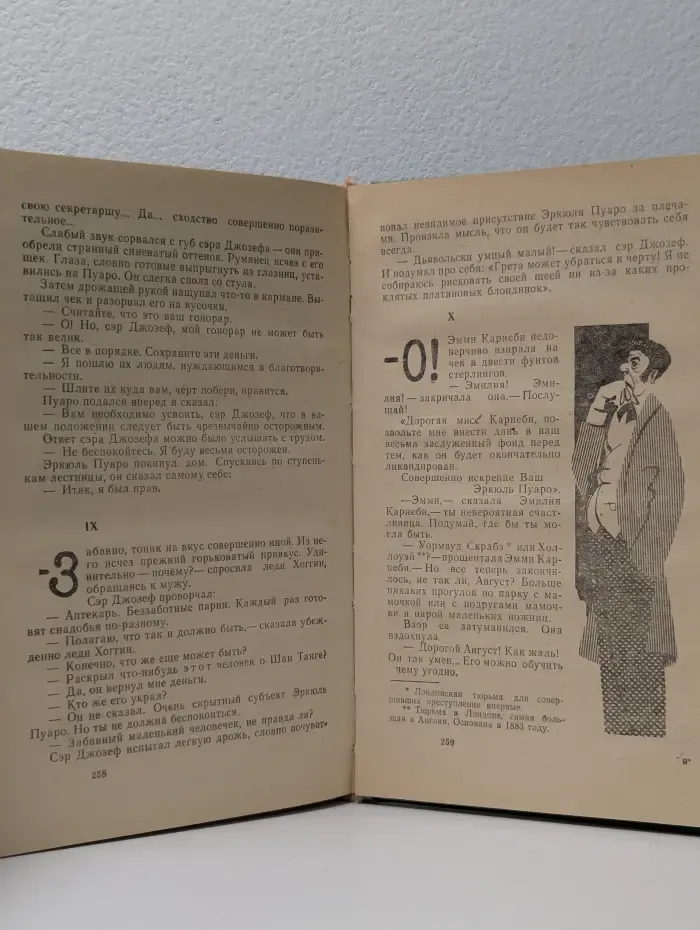 свою секретаршу... Да... сходство совершенно порази-
тельное...
Слабый звук сорвался с губ сэра Джозефа — они при-
обрели странный синеватый оттенок. Румянец исчез с его
щек. Глаза, словно готовые выпрыгнуть на глазниц, уста-
вились на Пуаро. Он слегка сполз со стула.
Затем дрожащей рукой нащупал что-то в кармане. Вы-
тащил чек и разорвал его на кусочки.
— Считайте, что это ваш гонорар.
— О! Но, сэр Джозеф, мой гонорар не может быть
так велик.
— Все в порядке. Сохраните эти деньги.
— Я пошлю их людям, нуждающимся в благотвори-
тельности.
— Шлите их куда вам, черт побери, нравится.
Пуаро подался вперед и сказал:
— Вам необходимо усвоить, сэр Джозеф, что в ва-
шем положении следует быть чрезвычайно осторожным.
Ответ сэра Джозефа можно было услышать с трудом.
— Не беспокойтесь. Я буду весьма осторожен.
Эркюль Пуаро покинул дом. Спускаясь по ступень-
кам лестницы, он сказал самому себе:
— Итак, я был прав.
IX
-Забавно, тоник на вкус совершенно иной. Из не-
го исчез прежний горьковатый привкус. Уди-
вительно — почему? — спросила леди Хоггин,
обращаясь к мужу.
Сэр Джозеф проворчал:
— Аптекарь. Беззаботные парни. Каждый раз гото-
вят снадобья по-разному.
— Полагаю, что так и должно быть, — сказала убеж-
денно леди Хоггин.
— Конечно, что же еще может быть?
— Раскрыл что-нибудь этот человек о Шан Танге?
— Да, он вернул мне деньги.
— Кто же его украл?
— Он не сказал. Очень скрытный субъект Эркюль
Пуаро. Но ты не должна беспокоиться.
— Забавный маленький человечек, не правда ли?
Сэр Джозеф испытал легкую дрожь, словно почувст-
258
вовал невидимое присутствие Эркюля Пуаро за плеча-
ми. Пронзила мысль, что он будет так чувствовать себя
всегда.
— Дьявольски умный малый! — сказал сэр Джозеф.
И подумал про себя: «Грета может убраться к черту! Я не
собираюсь рисковать своей шеей ни из-за каких про-
клятых платиновых блондинок».
X
-О! Эмми Карнеби недо-
верчиво взирала на
чек в двести фунтов
стерлингов.
— Эмилия! Эми-
лия! — закричала она. — Послу-
шай!
«Дорогая мисс Карнеби, по-
звольте мне внести дань в ваш
весьма заслуженный фонд перед
тем, как он будет окончательно
ликвидирован.
Совершенно искренне Ваш
Эркюль Пуаро».
— Эмми, — сказала Эмилия
Карнеби, — ты невероятная счаст-
ливица. Подумай, где бы ты мо-
гла быть.
— Уормвуд Скрабз * или Хол-
лоуэй **? — прошептала Эмми Кар-
неби. — Но все теперь закончи-
лось, не так ли, Август? Больше
никаких прогулок по парку с ма-
мочкой или с подругами мамоч-
ки и парой маленьких ножниц.
Взор ее затуманился. Она
вздохнула.
— Дорогой Август! Как жаль!
Он так умен... Его можно обучить
чему угодно.
* Лондонская тюрьма для совер-
шивших преступление впервые.
** Тюрьма в Лондоне, самая боль-
шая в Англии. Основана в 1883 году.
259